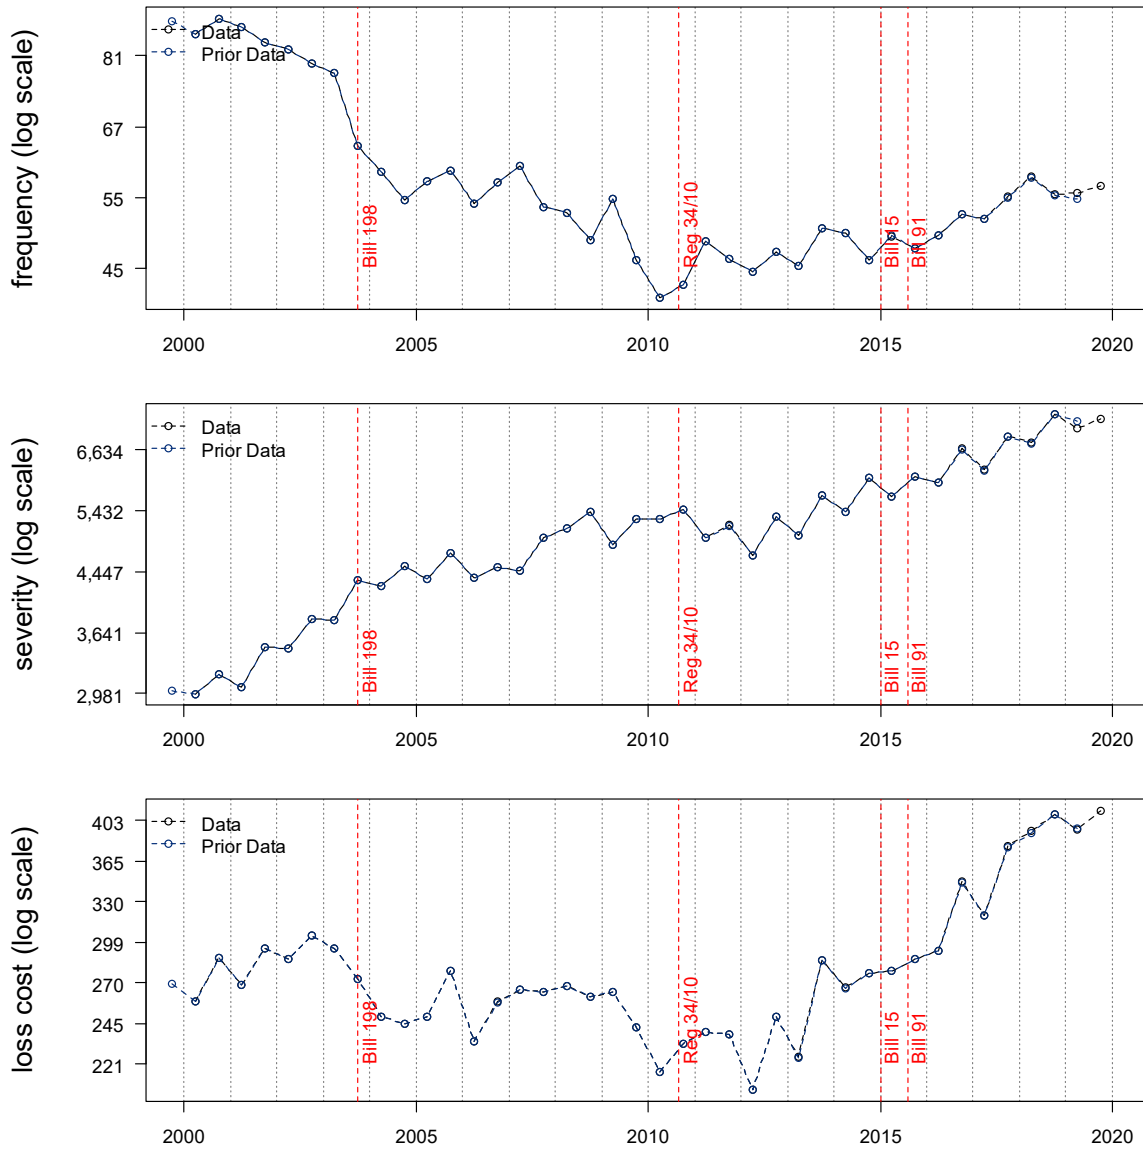 frequency (log scale)
81
67
55
45
Data
Prior Data
Bill 198
Reg 34/10
Bill 15
Bill 91
2000
2005
2010
2015
2020
severity (log scale)
6,634
5,432
4,447
3,641
2,981
Data
Prior Data
Bill 198
Reg 34/10
Bill 15
Bill 91
2000
2005
2010
2015
2020
loss cost (log scale)
403
365
330
299
270
245
221
Data
Prior Data
Bill 198
Reg 34/10
Bill 15
Bill 91
2000
2005
2010
2015
2020